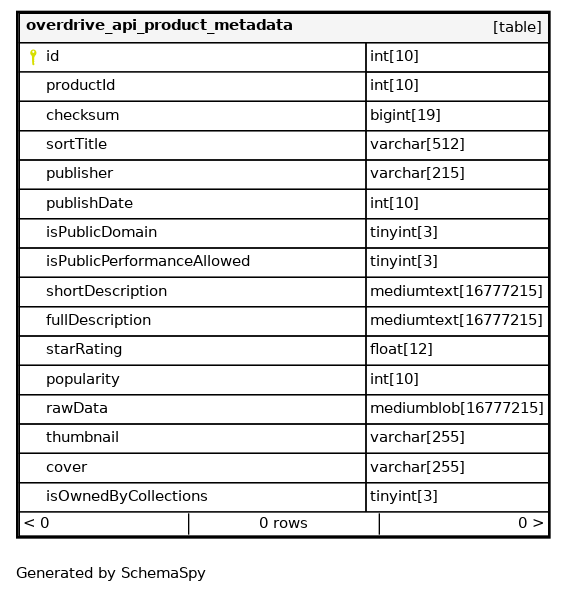 overdrive_api_product_metadata [table]
id int[10]
productId int[10]
checksum bigint[19]
sortTitle varchar[512]
publisher varchar[215]
publishDate int[10]
isPublicDomain tinyint[3]
isPublicPerformanceAllowed tinyint[3]
shortDescription mediumtext[16777215]
fullDescription mediumtext[16777215]
starRating float[12]
popularity int[10]
rawData mediumblob[16777215]
thumbnail varchar[255]
cover varchar[255]
isOwnedByCollections tinyint[3]
< 0 0 rows 0 >
Generated by SchemaSpy